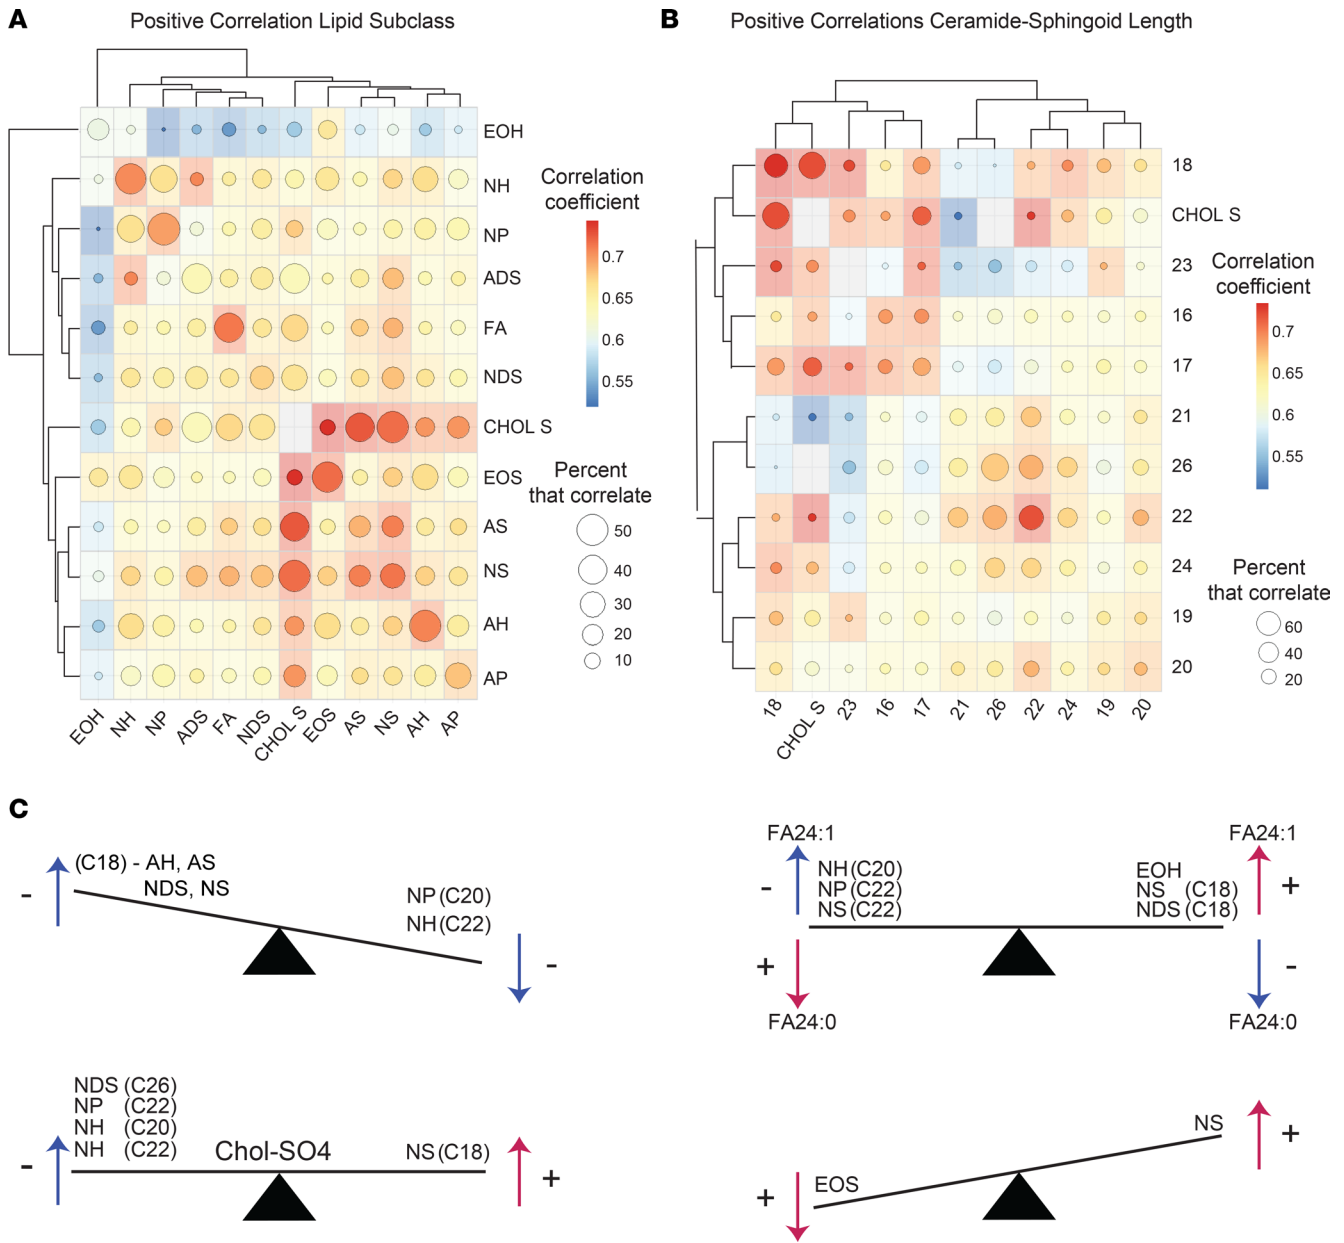 A
Positive Correlation Lipid Subclass
EOH
NH
NP
ADS
FA
NDS
CHOL S
EOS
AS
NS
AH
AP
EOH
NH
NP
ADS
FA
NDS
CHOL S
EOS
AS
NS
AH
AP
Correlation
coefficient
0.7
0.65
0.6
0.55
Percent
that correlate
50
40
30
20
10
B
Positive Correlations Ceramide-Sphingoid Length
18
CHOL S
23
16
17
21
26
22
24
19
20
18
CHOL S
23
16
17
21
26
22
24
19
20
Correlation
coefficient
0.7
0.65
0.6
0.55
Percent
that correlate
60
40
20
C
-
(C18) - AH, AS
NDS, NS
NP (C20)
NH (C22)
-
FA24:1
-
NH (C20)
NP (C22)
NS (C22)
+
FA24:0
FA24:1
EOH
NS (C18)
NDS (C18)
+
-
FA24:0
NDS (C26)
NP (C22)
NH (C20)
NH (C22)
-
Chol-SO4
NS (C18)
+
+
EOS
NS
+